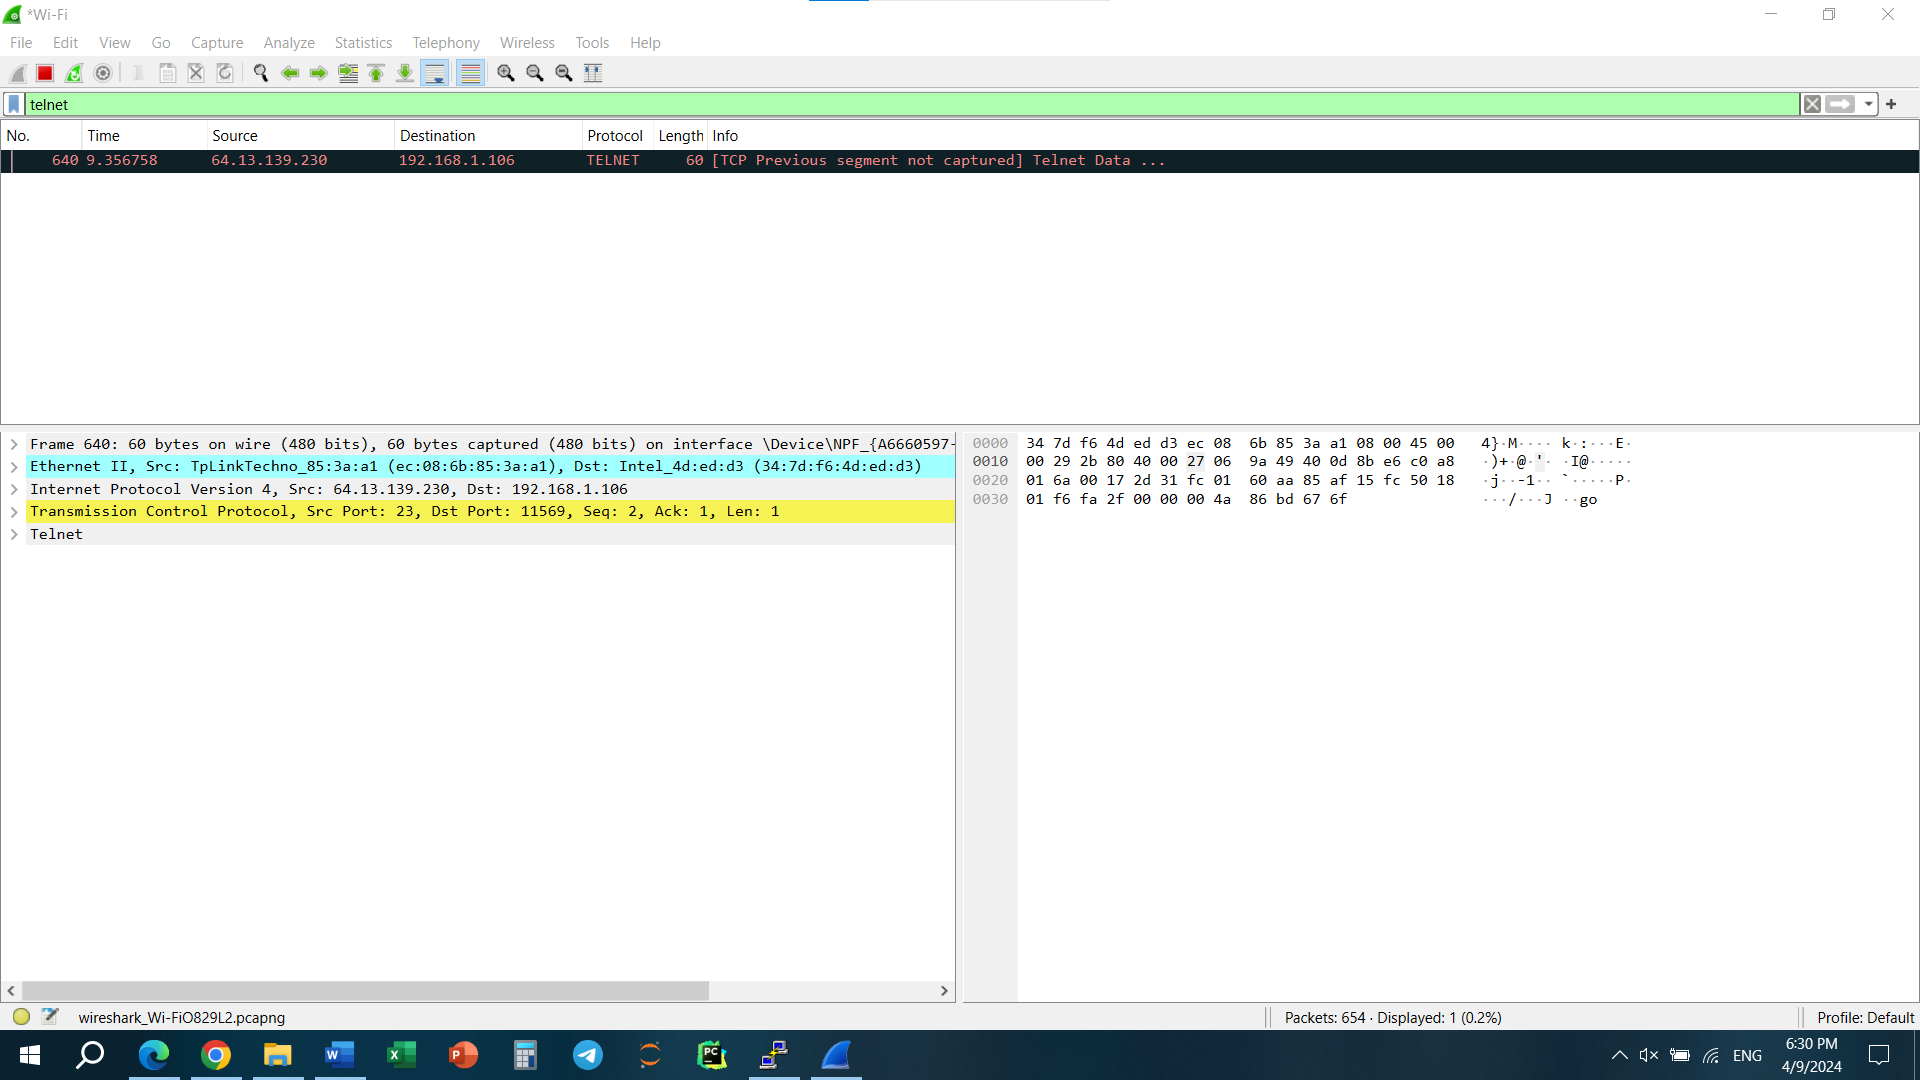 *Wi-Fi
File Edit View Go Capture Analyze Statistics Telephony Wireless Tools Help
telnet
No. Time Source Destination Protocol Length Info
640 9.356758 64.13.139.230 192.168.1.106 TELNET 60 [TCP Previous segment not captured] Telnet Data ...
Frame 640: 60 bytes on wire (480 bits), 60 bytes captured (480 bits) on interface \Device\NPF_{A6660597-
Ethernet II, Src: TpLinkTechno_85:3a:a1 (ec:08:6b:85:3a:a1), Dst: Intel_4d:ed:d3 (34:7d:f6:4d:ed:d3)
Internet Protocol Version 4, Src: 64.13.139.230, Dst: 192.168.1.106
Transmission Control Protocol, Src Port: 23, Dst Port: 11569, Seq: 2, Ack: 1, Len: 1
Telnet
0000 34 7d f6 4d ed d3 ec 08 6b 85 3a a1 08 00 45 00 4}·M···· k·:···E·
0010 00 29 2b 80 40 00 27 06 9a 49 40 0d 8b e6 c0 a8 ·)+·@·'· ·I@·····
0020 01 6a 00 17 2d 31 fc 01 60 aa 85 af 15 fc 50 18 ·j··-1·· `·····P·
0030 01 f6 fa 2f 00 00 00 4a 86 bd 67 6f ···/···J ··go
wireshark_Wi-FiO829L2.pcapng
Packets: 654 · Displayed: 1 (0.2%)
Profile: Default
W
X
P
PC
ENG
6:30 PM
4/9/2024